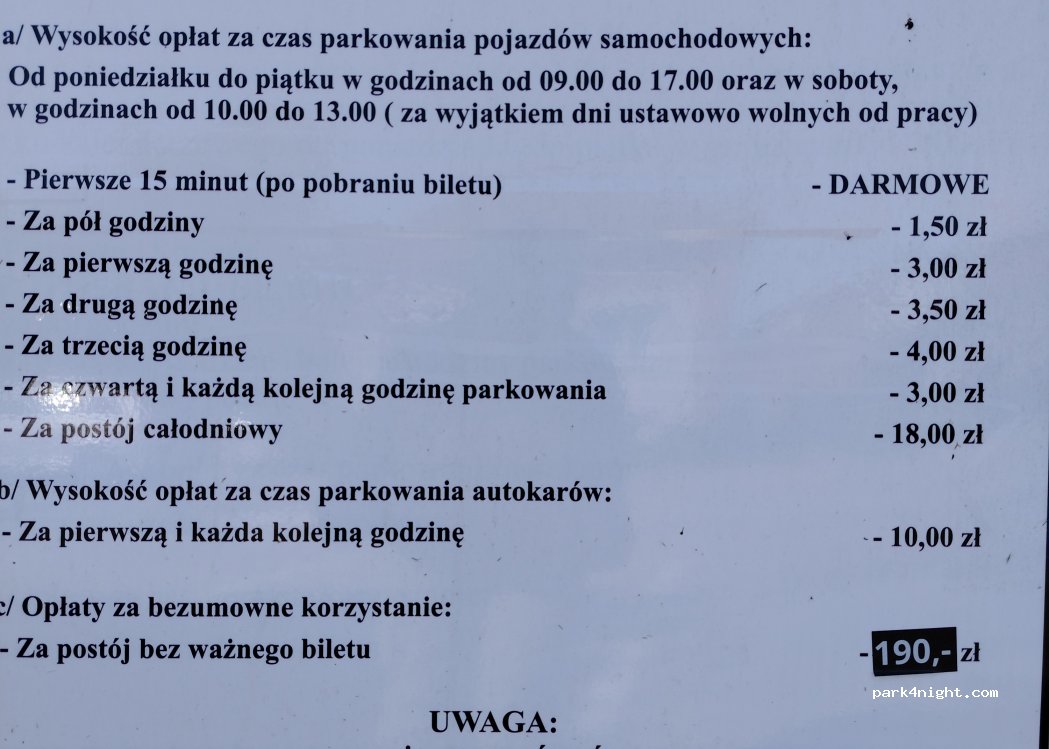 a/ Wysokość opłat za czas parkowania pojazdów samochodowych:
Od poniedziałku do piątku w godzinach od 09.00 do 17.00 oraz w soboty,
w godzinach od 10.00 do 13.00 ( za wyjątkiem dni ustawowo wolnych od pracy)
- Pierwsze 15 minut (po pobraniu biletu) - DARMOWE
- Za pół godziny - 1,50 zł
- Za pierwszą godzinę - 3,00 zł
- Za drugą godzinę - 3,50 zł
- Za trzecią godzinę - 4,00 zł
- Za czwartą i każdą kolejną godzinę parkowania - 3,00 zł
- Za postój całodniowy - 18,00 zł
b/ Wysokość opłat za czas parkowania autokarów:
- Za pierwszą i każda kolejną godzinę - 10,00 zł
c/ Opłaty za bezumowne korzystanie:
- Za postój bez ważnego biletu - 190,- zł
park4night.com
UWAGA: